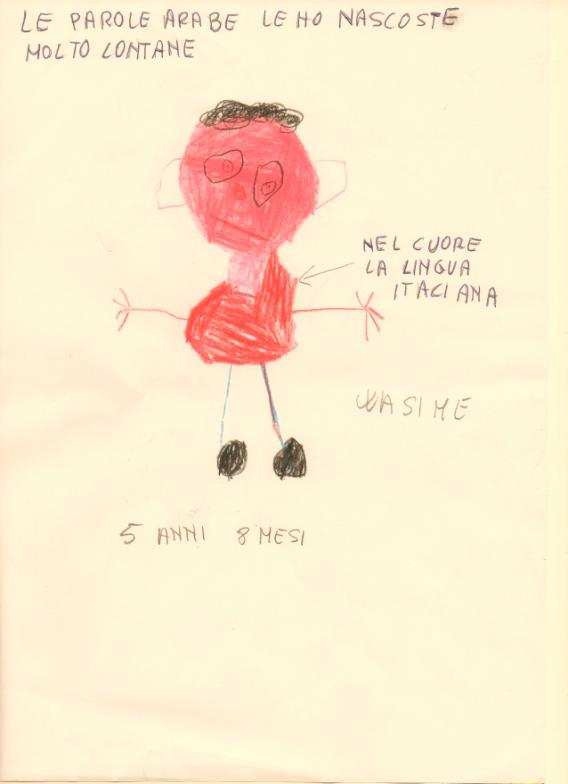 LE PAROLE ARABE LE HO NASCOSTE
MOLTO LONTANE
NEL CUORE
LA LINGUA
ITALIANA
WASIME
5 ANNI 8 MESI